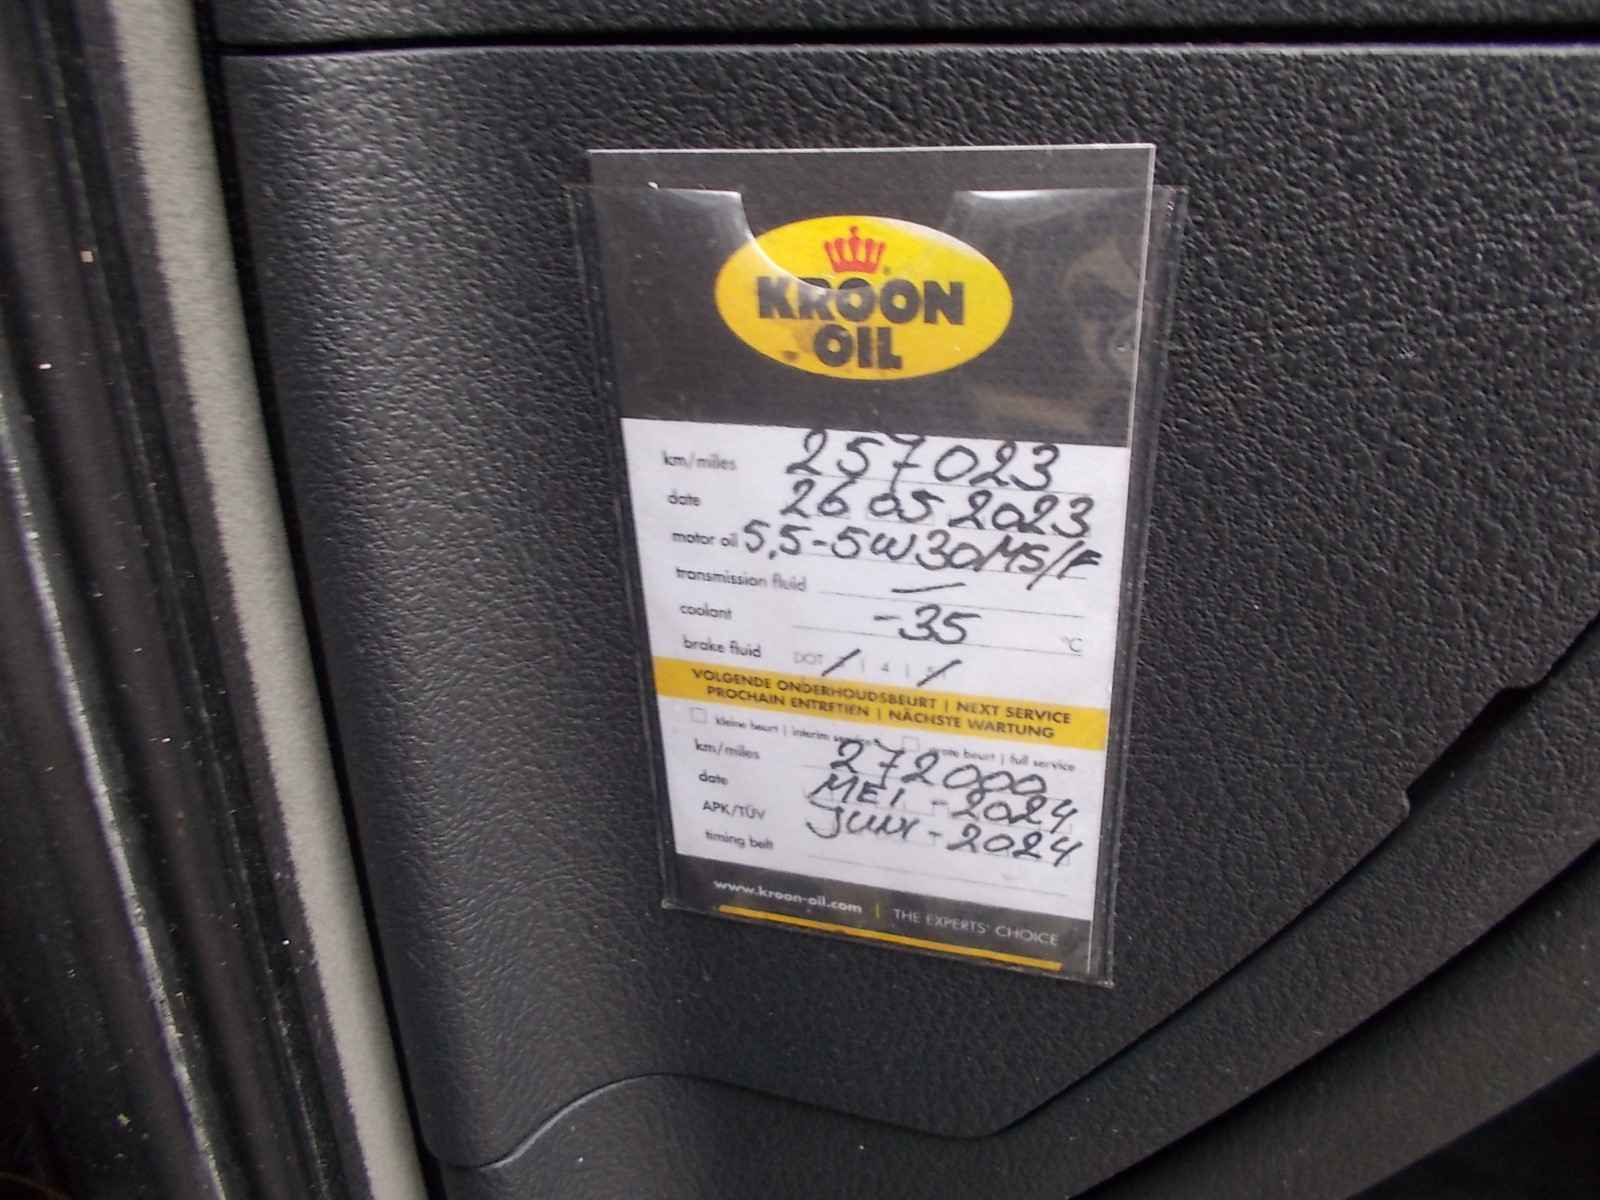 KROON
OIL
km/miles 257023
date 26 05 2023
motor oil 5,5-5W30MS/F
transmission fluid —
coolant -35 °C
brake fluid DOT / | 4 | 5/
VOLGENDE ONDERHOUDSBEURT | NEXT SERVICE
PROCHAIN ENTRETIEN | NÄCHSTE WARTUNG
kleine beurt | interim service grote beurt | full service
km/miles 272000
date MEI - 2024
APK/TÜV JUNI - 2024
timing belt
www.kroon-oil.com | THE EXPERTS' CHOICE